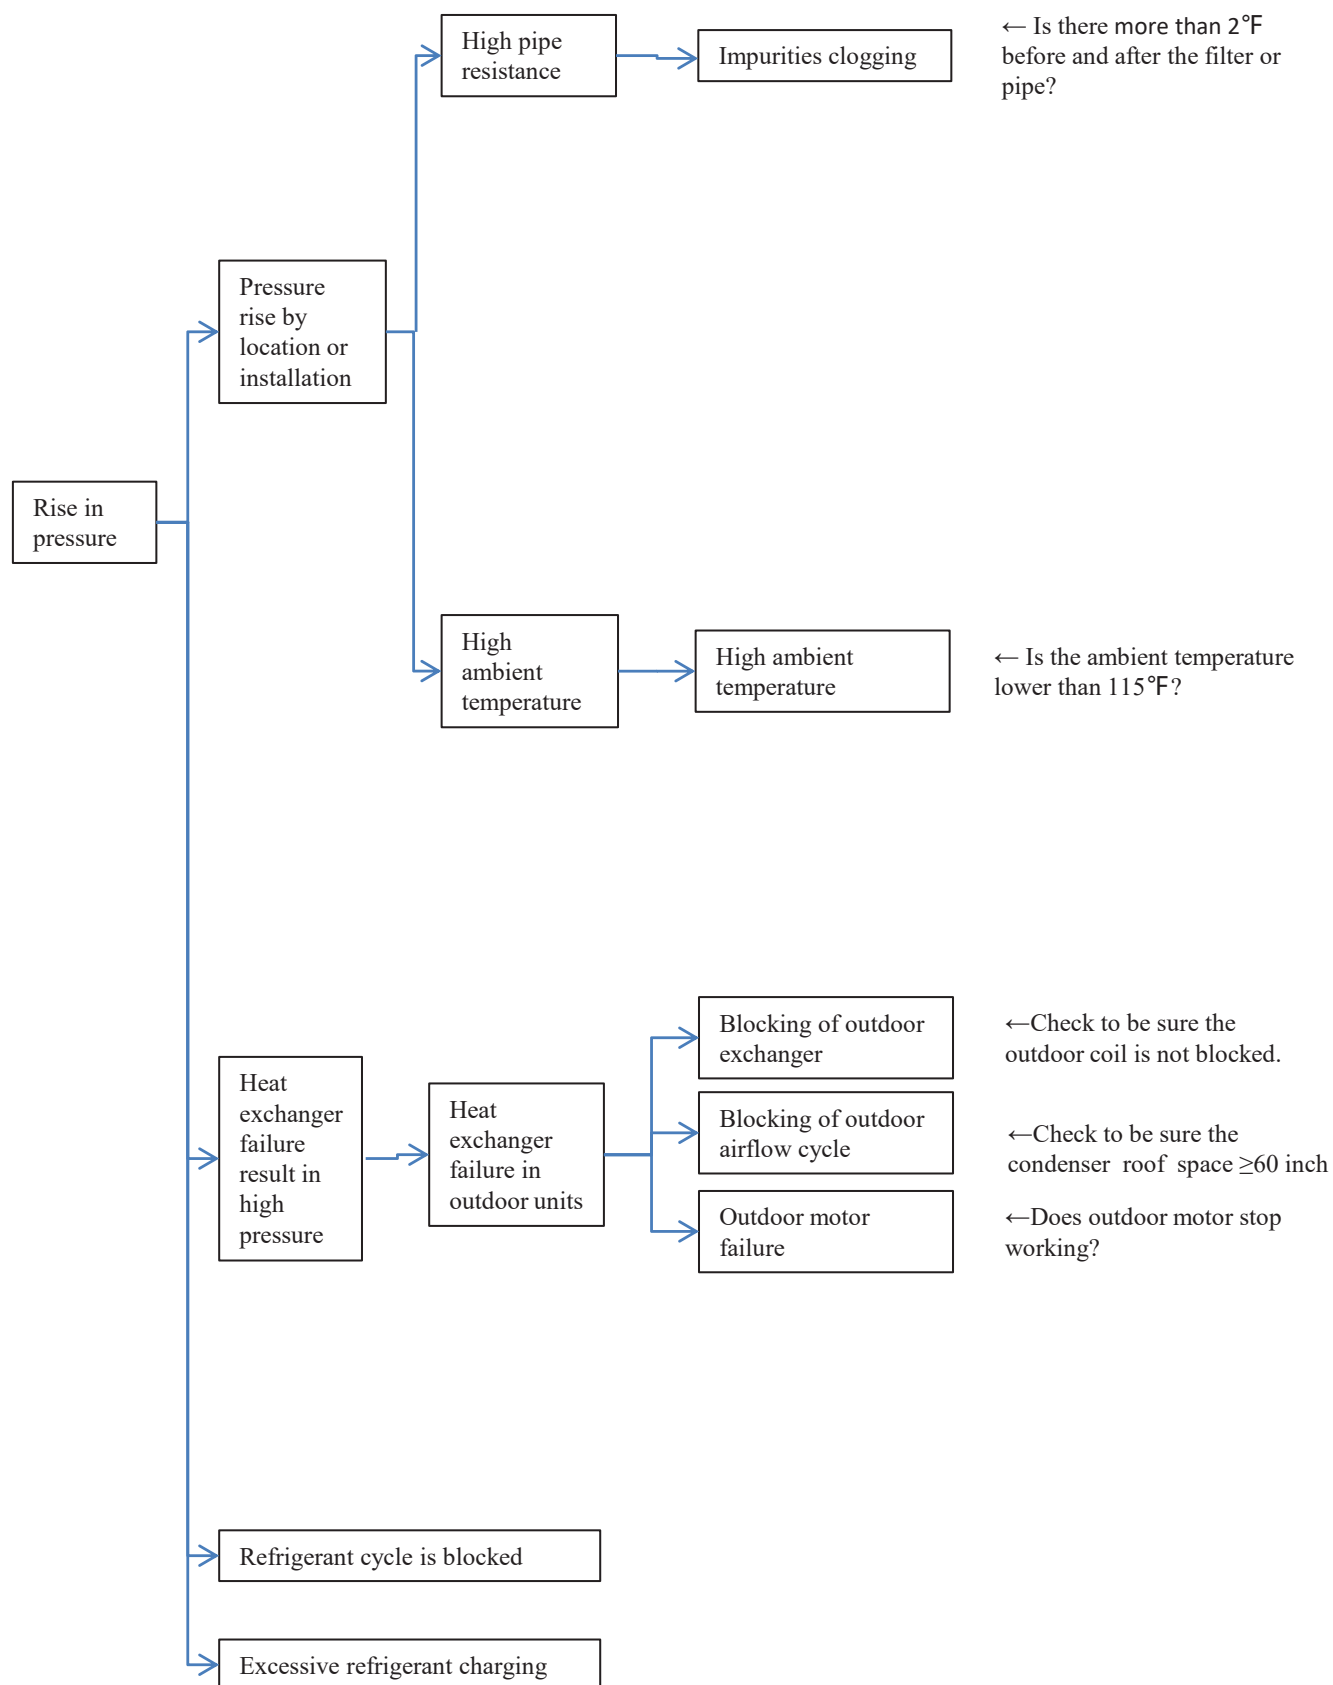 High pipe
resistance
Impurities clogging
← Is there more than 2℉
before and after the filter or
pipe?
Pressure
rise by
location or
installation
Rise in
pressure
High
ambient
temperature
High ambient
temperature
← Is the ambient temperature
lower than 115℉?
Heat
exchanger
failure
result in
high
pressure
Heat
exchanger
failure in
outdoor units
Blocking of outdoor
exchanger
←Check to be sure the
outdoor coil is not blocked.
Blocking of outdoor
airflow cycle
←Check to be sure the
condenser roof space ≥60 inch
Outdoor motor
failure
←Does outdoor motor stop
working?
Refrigerant cycle is blocked
Excessive refrigerant charging